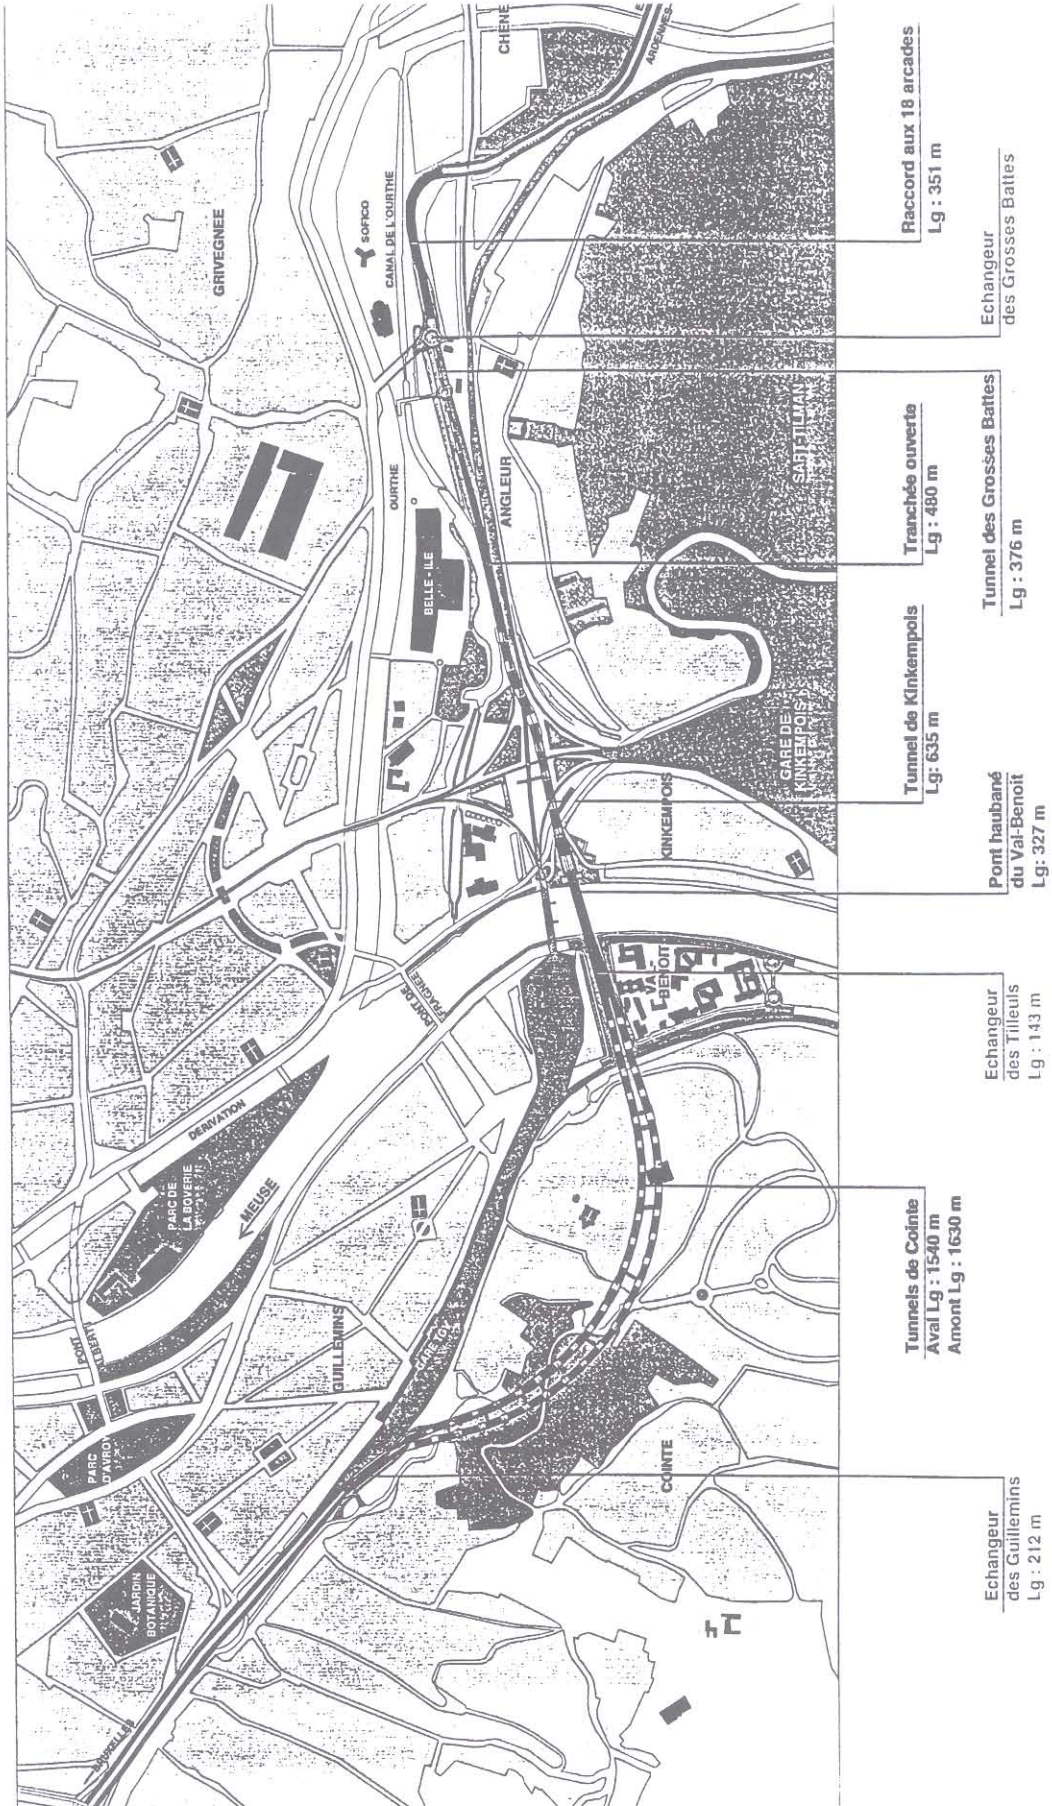 BRUXELLES
JARDIN
BOTANIQUE
PARC
D'AVROY
PONT
ALBERT I
PARC DE
LA BOVERIE
DERIVATION
MEUSE
GUILLEMINS
COINTE
PONT DE
FRAGNEE
VAL-
BENOIT
KINKEMPOIS
GARE DE
KINKEMPOIS
BELLE-ILE
OURTHE
ANGLEUR
SART-TILMAN
GRIVEGNEE
SOFICO
CANAL DE L'OURTHE
CHENE
ARDENNES
Echangeur
des Guillemins
Lg : 212 m
Tunnels de Cointe
Aval Lg : 1540 m
Amont Lg : 1630 m
Echangeur
des Tilleuls
Lg : 143 m
Pont haubané
du Val-Benoit
Lg: 327 m
Tunnel de Kinkempois
Lg: 635 m
Tranchée ouverte
Lg : 480 m
Tunnel des Grosses Battes
Lg : 376 m
Echangeur
des Grosses Battes
Raccord aux 18 arcades
Lg : 351 m